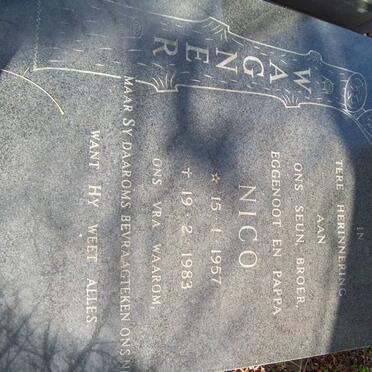 WAGNER
IN
TERE HERINNERING
AAN
ONS SEUN, BROER,
EGGENOOT EN PAPPA
NICO
☆ 15 · 1 · 1957
✝ 19 · 2 · 1983
ONS VRA WAAROM,
MAAR SY DAAROMS BEVRAAGTEKEN ONS N
WANT HY WEET ALLES